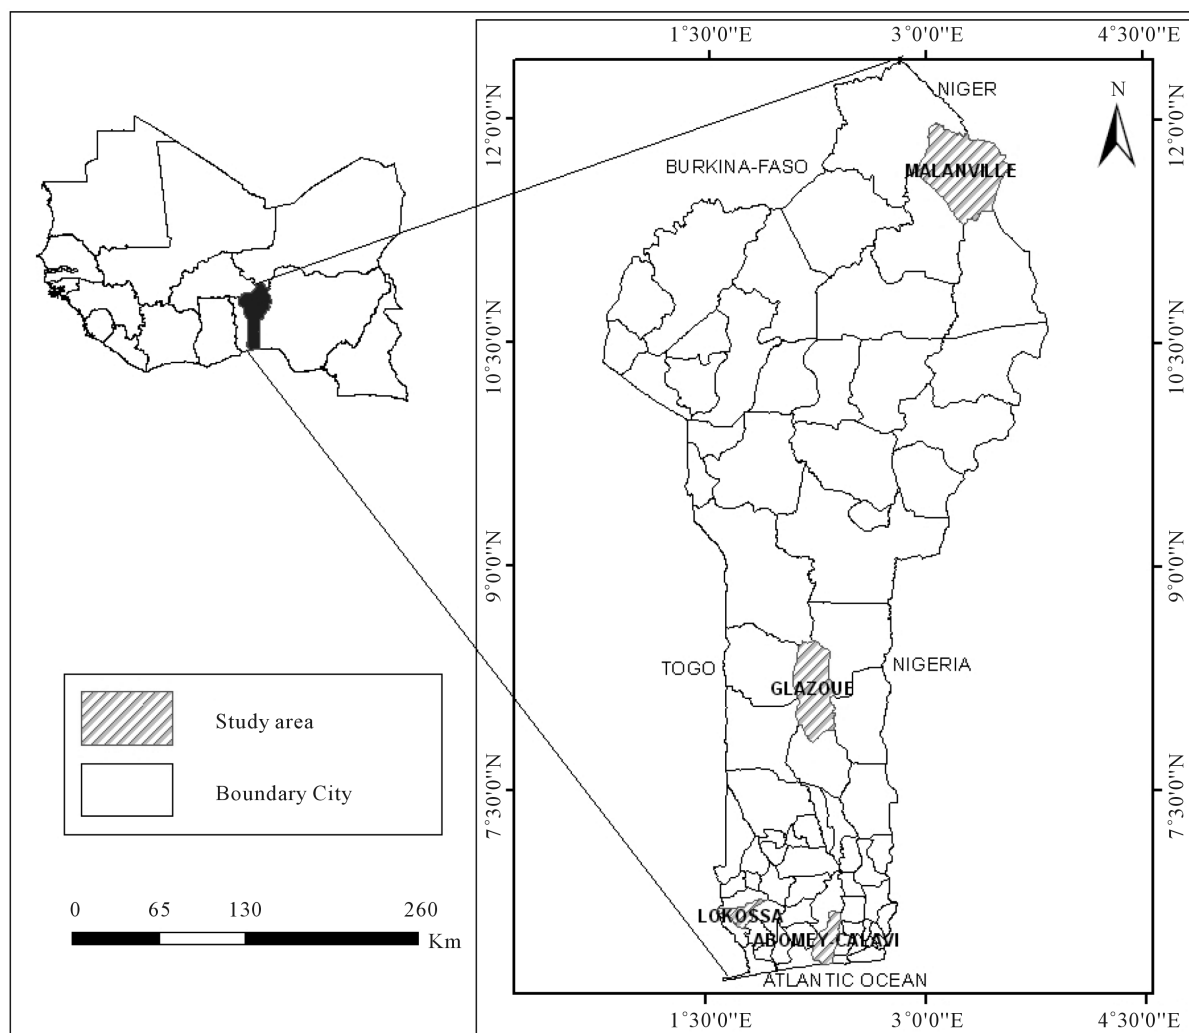 1°30'0"E 3°0'0"E 4°30'0"E
N
NIGER
12°0'0"N 12°0'0"N
BURKINA-FASO
MALANVILLE
10°30'0"N 10°30'0"N
9°0'0"N 9°0'0"N
TOGO
NIGERIA
GLAZOUE
Study area
Boundary City
7°30'0"N 7°30'0"N
0 65 130 260
Km
LOKOSSA
ABOMEY-CALAVI
ATLANTIC OCEAN
1°30'0"E 3°0'0"E 4°30'0"E